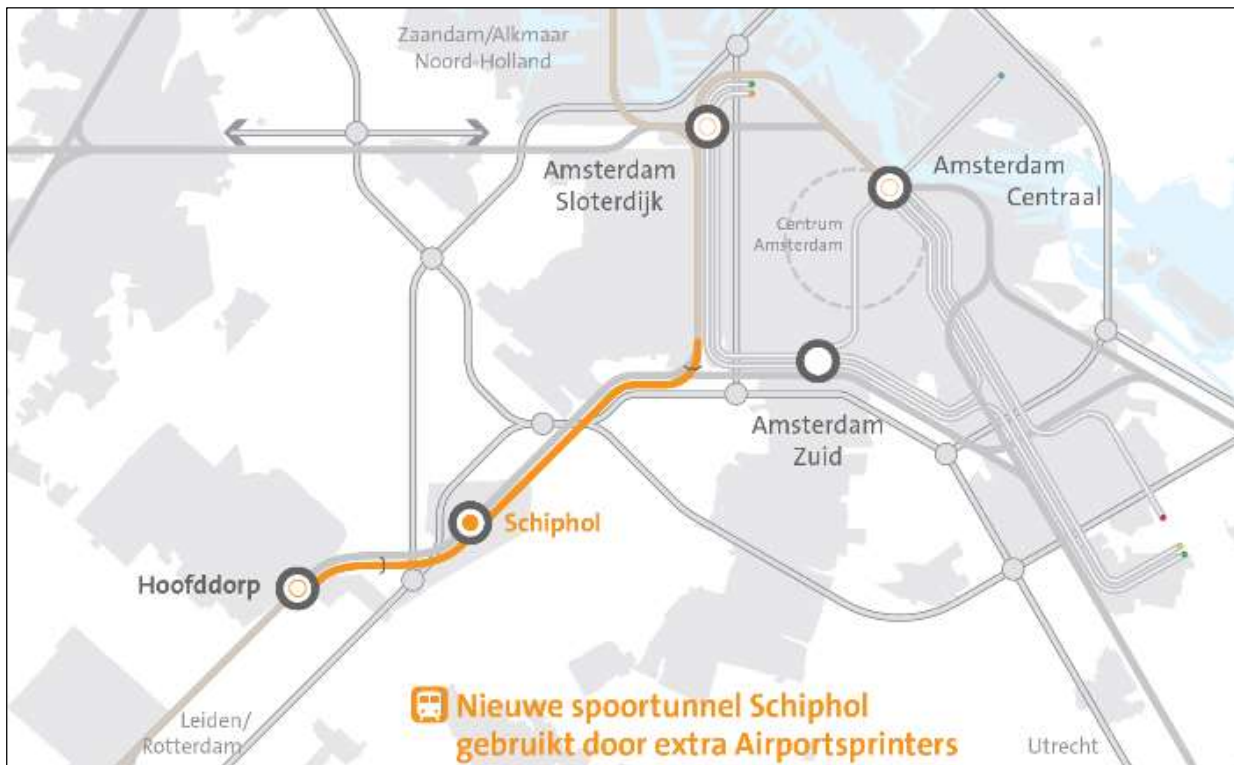 Zaandam/Alkmaar
Noord-Holland
Amsterdam
Sloterdijk
Amsterdam
Centraal
Centrum
Amsterdam
Amsterdam
Zuid
Schiphol
Hoofddorp
Leiden/
Rotterdam
Nieuwe spoortunnel Schiphol
gebruikt door extra Airportsprinters
Utrecht